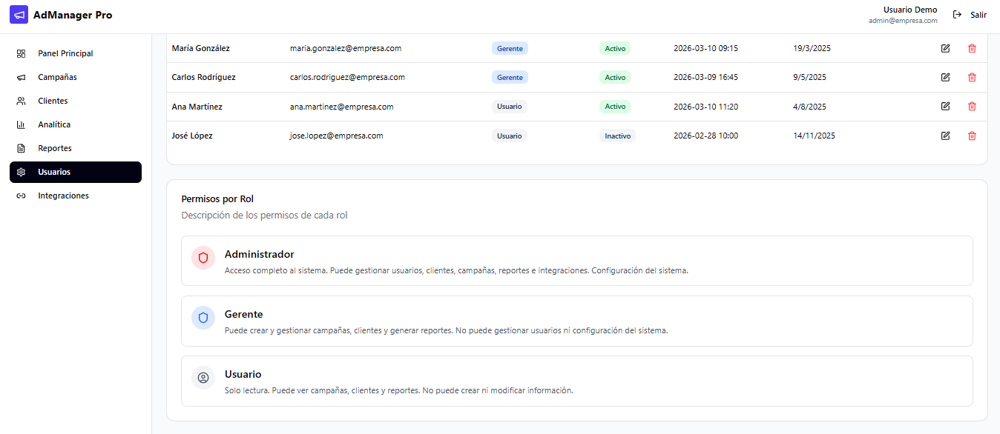 AdManager Pro
Usuario Demo
admin@empresa.com
Salir
Panel Principal
Campañas
Clientes
Analítica
Reportes
Usuarios
Integraciones
María González maria.gonzalez@empresa.com Gerente Activo 2026-03-10 09:15 19/3/2025
Carlos Rodríguez carlos.rodriguez@empresa.com Gerente Activo 2026-03-09 16:45 9/5/2025
Ana Martínez ana.martinez@empresa.com Usuario Activo 2026-03-10 11:20 4/8/2025
José López jose.lopez@empresa.com Usuario Inactivo 2026-02-28 10:00 14/11/2025
Permisos por Rol
Descripción de los permisos de cada rol
Administrador
Acceso completo al sistema. Puede gestionar usuarios, clientes, campañas, reportes e integraciones. Configuración del sistema.
Gerente
Puede crear y gestionar campañas, clientes y generar reportes. No puede gestionar usuarios ni configuración del sistema.
Usuario
Solo lectura. Puede ver campañas, clientes y reportes. No puede crear ni modificar información.